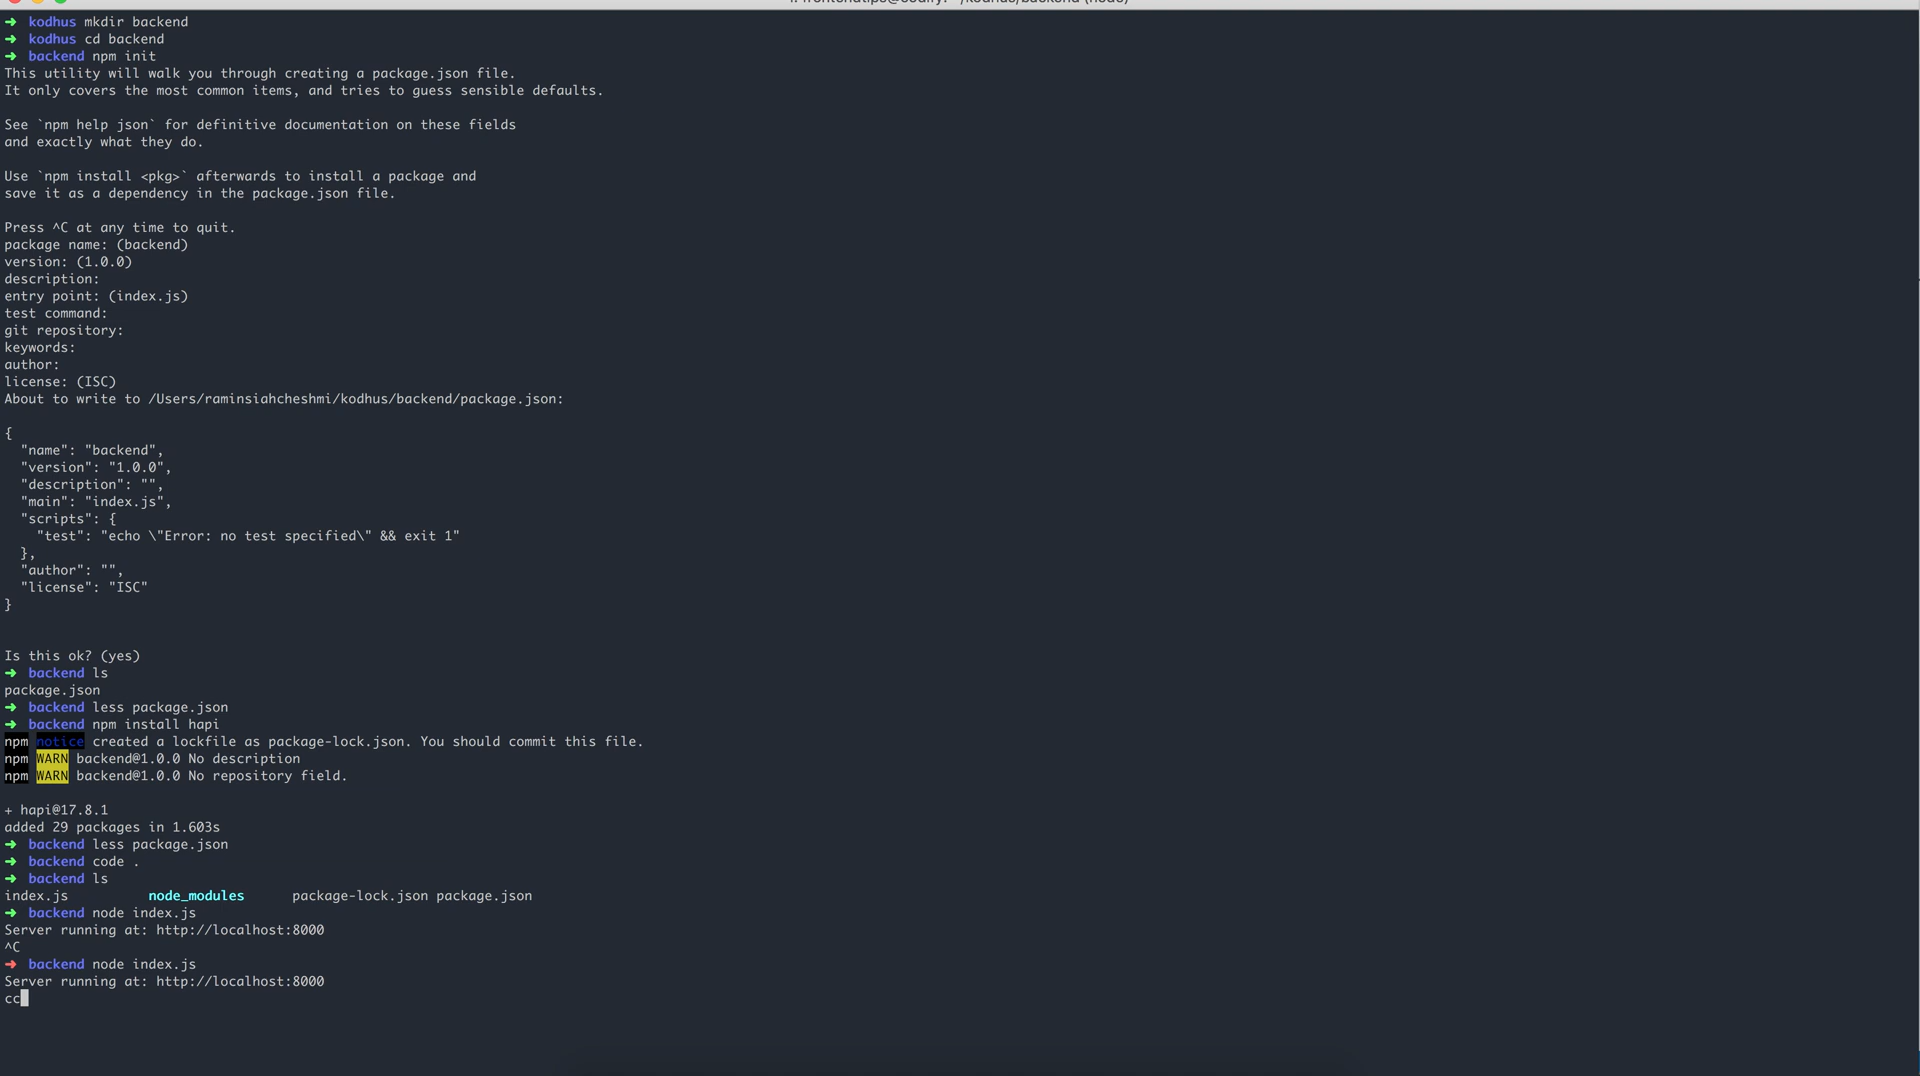 ➜ kodhus mkdir backend
➜ kodhus cd backend
➜ backend npm init
This utility will walk you through creating a package.json file.
It only covers the most common items, and tries to guess sensible defaults.
See `npm help json` for definitive documentation on these fields
and exactly what they do.
Use `npm install <pkg>` afterwards to install a package and
save it as a dependency in the package.json file.
Press ^C at any time to quit.
package name: (backend)
version: (1.0.0)
description:
entry point: (index.js)
test command:
git repository:
keywords:
author:
license: (ISC)
About to write to /Users/raminsiahcheshmi/kodhus/backend/package.json:
{
  "name": "backend",
  "version": "1.0.0",
  "description": "",
  "main": "index.js",
  "scripts": {
    "test": "echo \"Error: no test specified\" && exit 1"
  },
  "author": "",
  "license": "ISC"
}
Is this ok? (yes)
➜ backend ls
package.json
➜ backend less package.json
➜ backend npm install hapi
npm notice created a lockfile as package-lock.json. You should commit this file.
npm WARN backend@1.0.0 No description
npm WARN backend@1.0.0 No repository field.
+ hapi@17.8.1
added 29 packages in 1.603s
➜ backend less package.json
➜ backend code .
➜ backend ls
index.js node_modules package-lock.json package.json
➜ backend node index.js
Server running at: http://localhost:8000
^C
➜ backend node index.js
Server running at: http://localhost:8000
cc